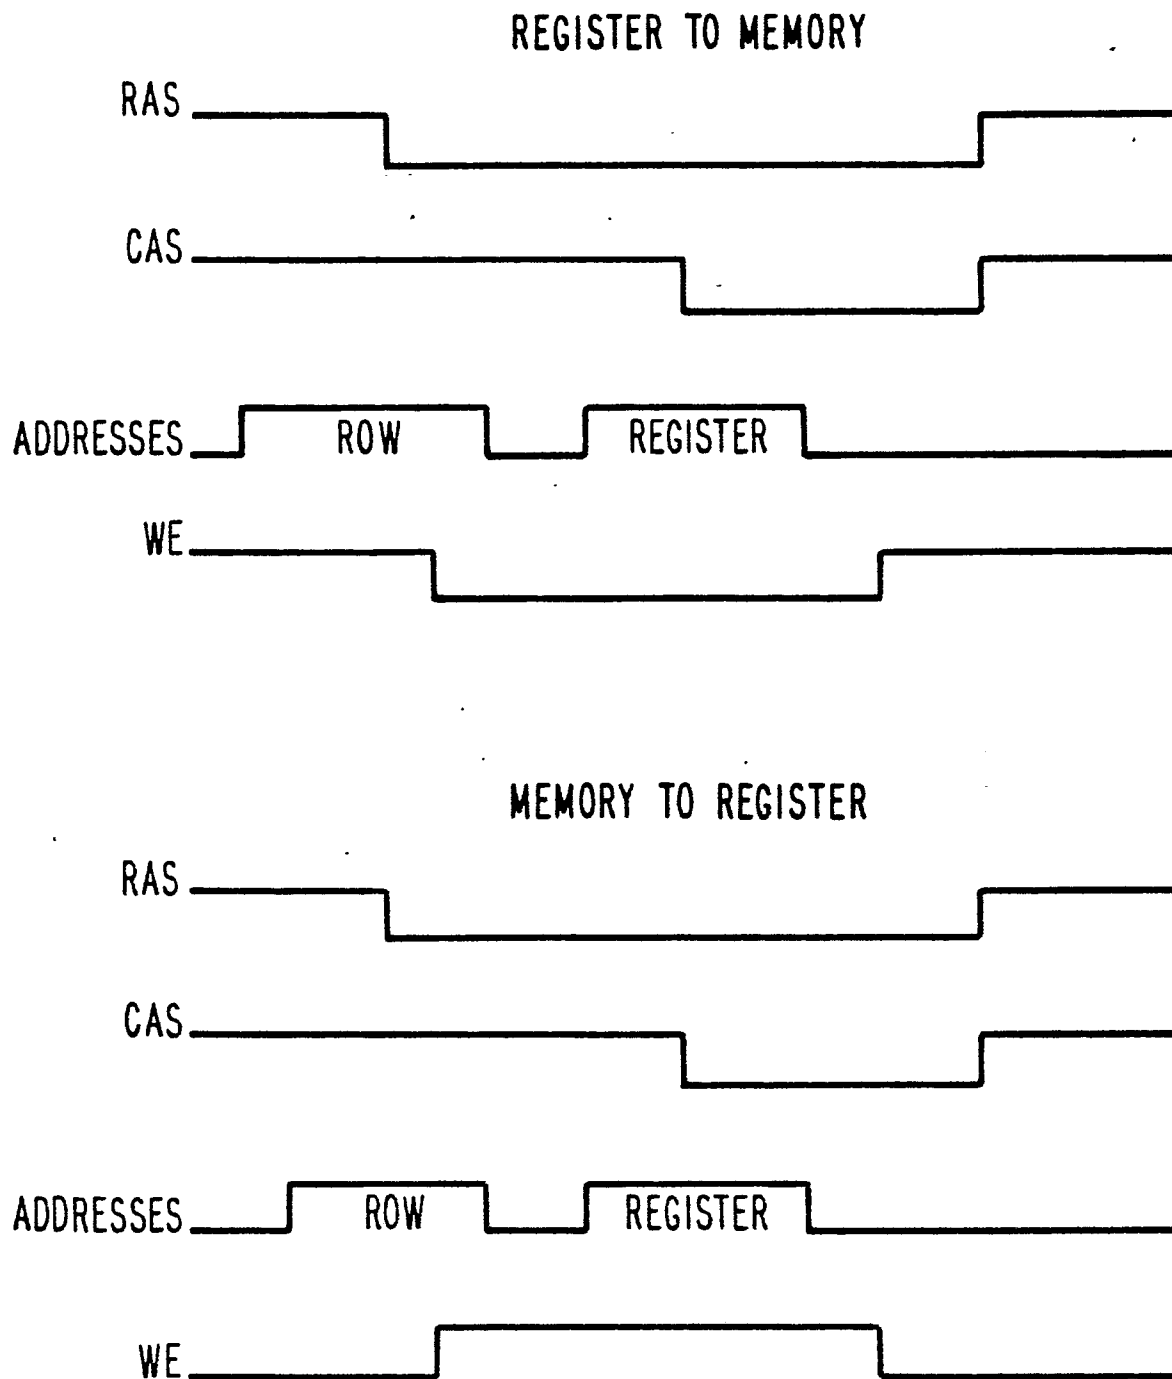 REGISTER TO MEMORY
RAS
CAS
ADDRESSES
ROW
REGISTER
WE
MEMORY TO REGISTER
RAS
CAS
ADDRESSES
ROW
REGISTER
WE